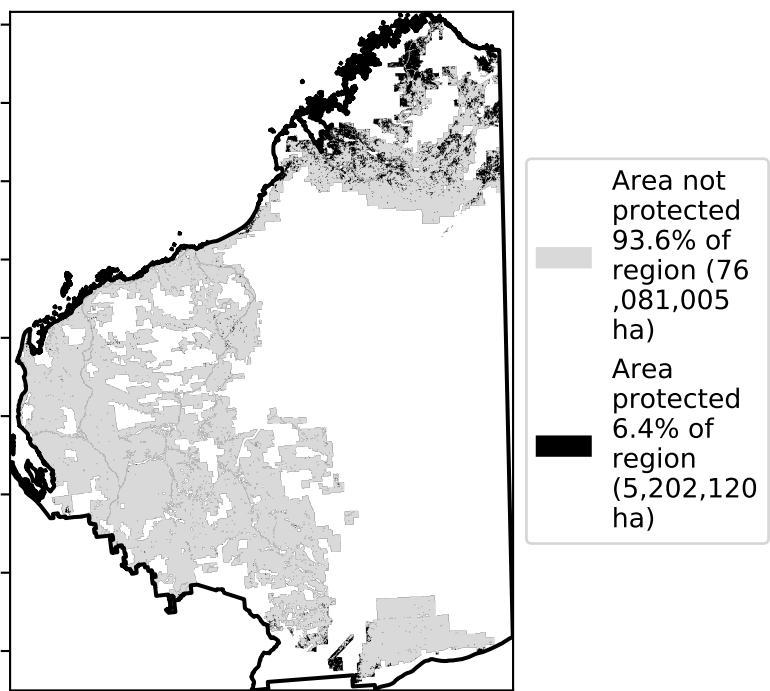 Area not
protected
93.6% of
region (76
,081,005
ha)
Area
protected
6.4% of
region
(5,202,120
ha)